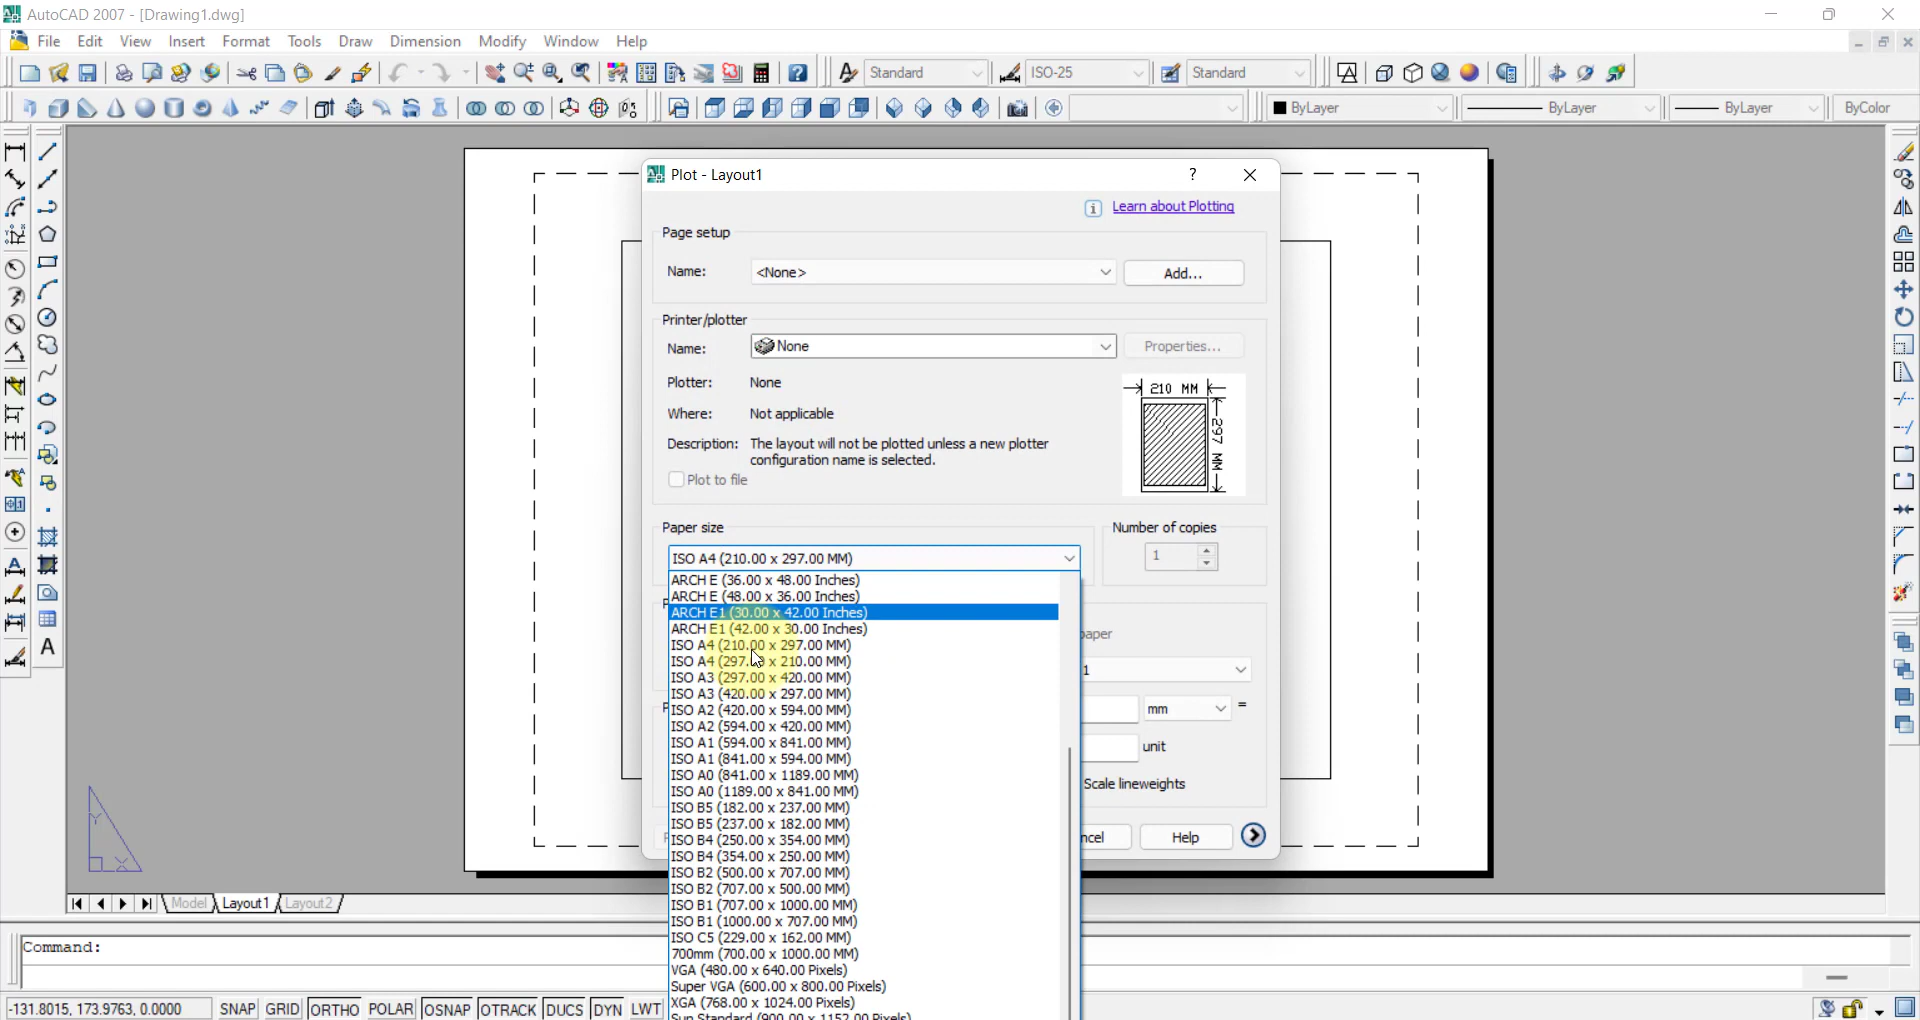 AutoCAD 2007 - [Drawing1.dwg]
File Edit View Insert Format Tools Draw Dimension Modify Window Help
Standard ISO-25 Standard
ByLayer ByLayer ByLayer ByColor
Plot - Layout1
Learn about Plotting
Page setup
Name: <None> Add...
Printer/plotter
Name: None Properties...
Plotter: None
210 MM
297 MM
Where: Not applicable
Description: The layout will not be plotted unless a new plotter
configuration name is selected.
Plot to file
Paper size
Number of copies
ISO A4 (210.00 x 297.00 MM)
1
ARCH E (36.00 x 48.00 Inches)
ARCH E (48.00 x 36.00 Inches)
ARCH E1 (30.00 x 42.00 Inches)
ARCH E1 (42.00 x 30.00 Inches)
ISO A4 (210.00 x 297.00 MM)
ISO A4 (297.00 x 210.00 MM)
ISO A3 (297.00 x 420.00 MM)
ISO A3 (420.00 x 297.00 MM)
ISO A2 (420.00 x 594.00 MM)
ISO A2 (594.00 x 420.00 MM)
ISO A1 (594.00 x 841.00 MM)
ISO A1 (841.00 x 594.00 MM)
ISO A0 (841.00 x 1189.00 MM)
ISO A0 (1189.00 x 841.00 MM)
ISO B5 (182.00 x 237.00 MM)
ISO B5 (237.00 x 182.00 MM)
ISO B4 (250.00 x 354.00 MM)
ISO B4 (354.00 x 250.00 MM)
ISO B2 (500.00 x 707.00 MM)
ISO B2 (707.00 x 500.00 MM)
ISO B1 (707.00 x 1000.00 MM)
ISO B1 (1000.00 x 707.00 MM)
ISO C5 (229.00 x 162.00 MM)
700mm (700.00 x 1000.00 MM)
VGA (480.00 x 640.00 Pixels)
Super VGA (600.00 x 800.00 Pixels)
XGA (768.00 x 1024.00 Pixels)
Sun Standard (900.00 x 1152.00 Pixels)
paper
1
mm =
unit
Scale lineweights
ncel Help
Y
X
Model Layout1 Layout2
Command:
-131.8015, 173.9763, 0.0000 SNAP GRID ORTHO POLAR OSNAP OTRACK DUCS DYN LWT